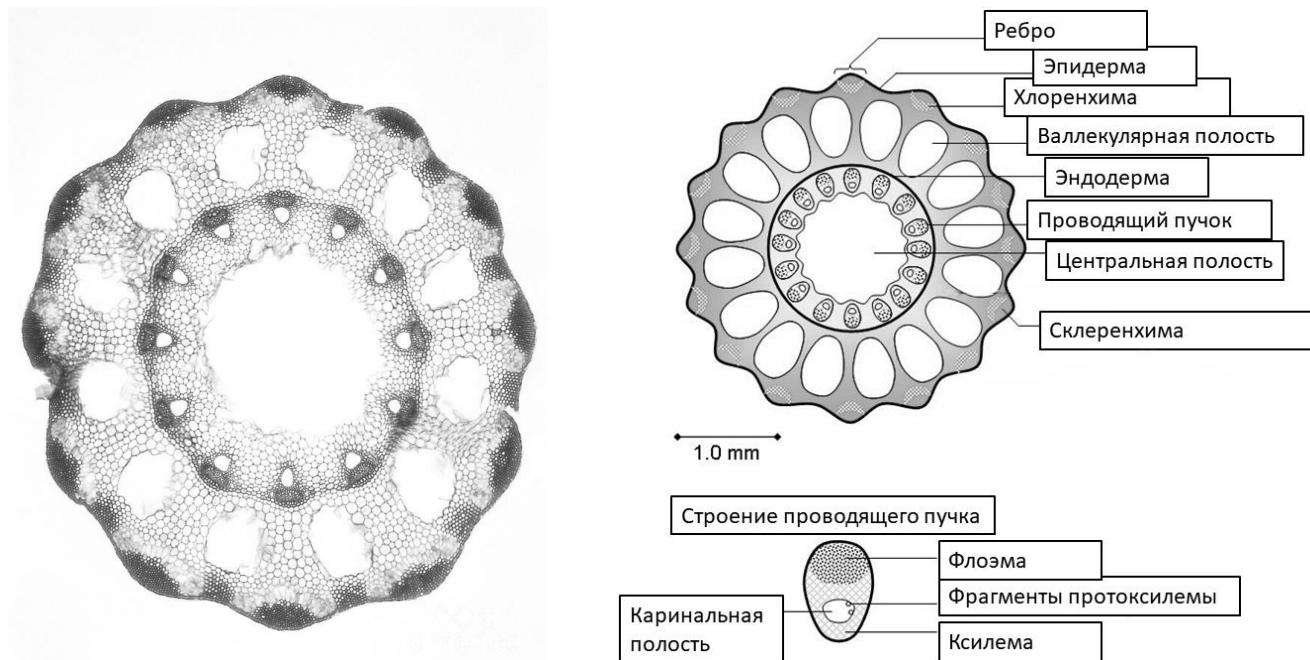 Ребро
Эпидерма
Хлоренхима
Валлекулярная полость
Эндодерма
Проводящий пучок
Центральная полость
Склеренхима
1.0 mm
Строение проводящего пучка
Флоэма
Фрагменты протоксилемы
Каринальная
полость
Ксилема